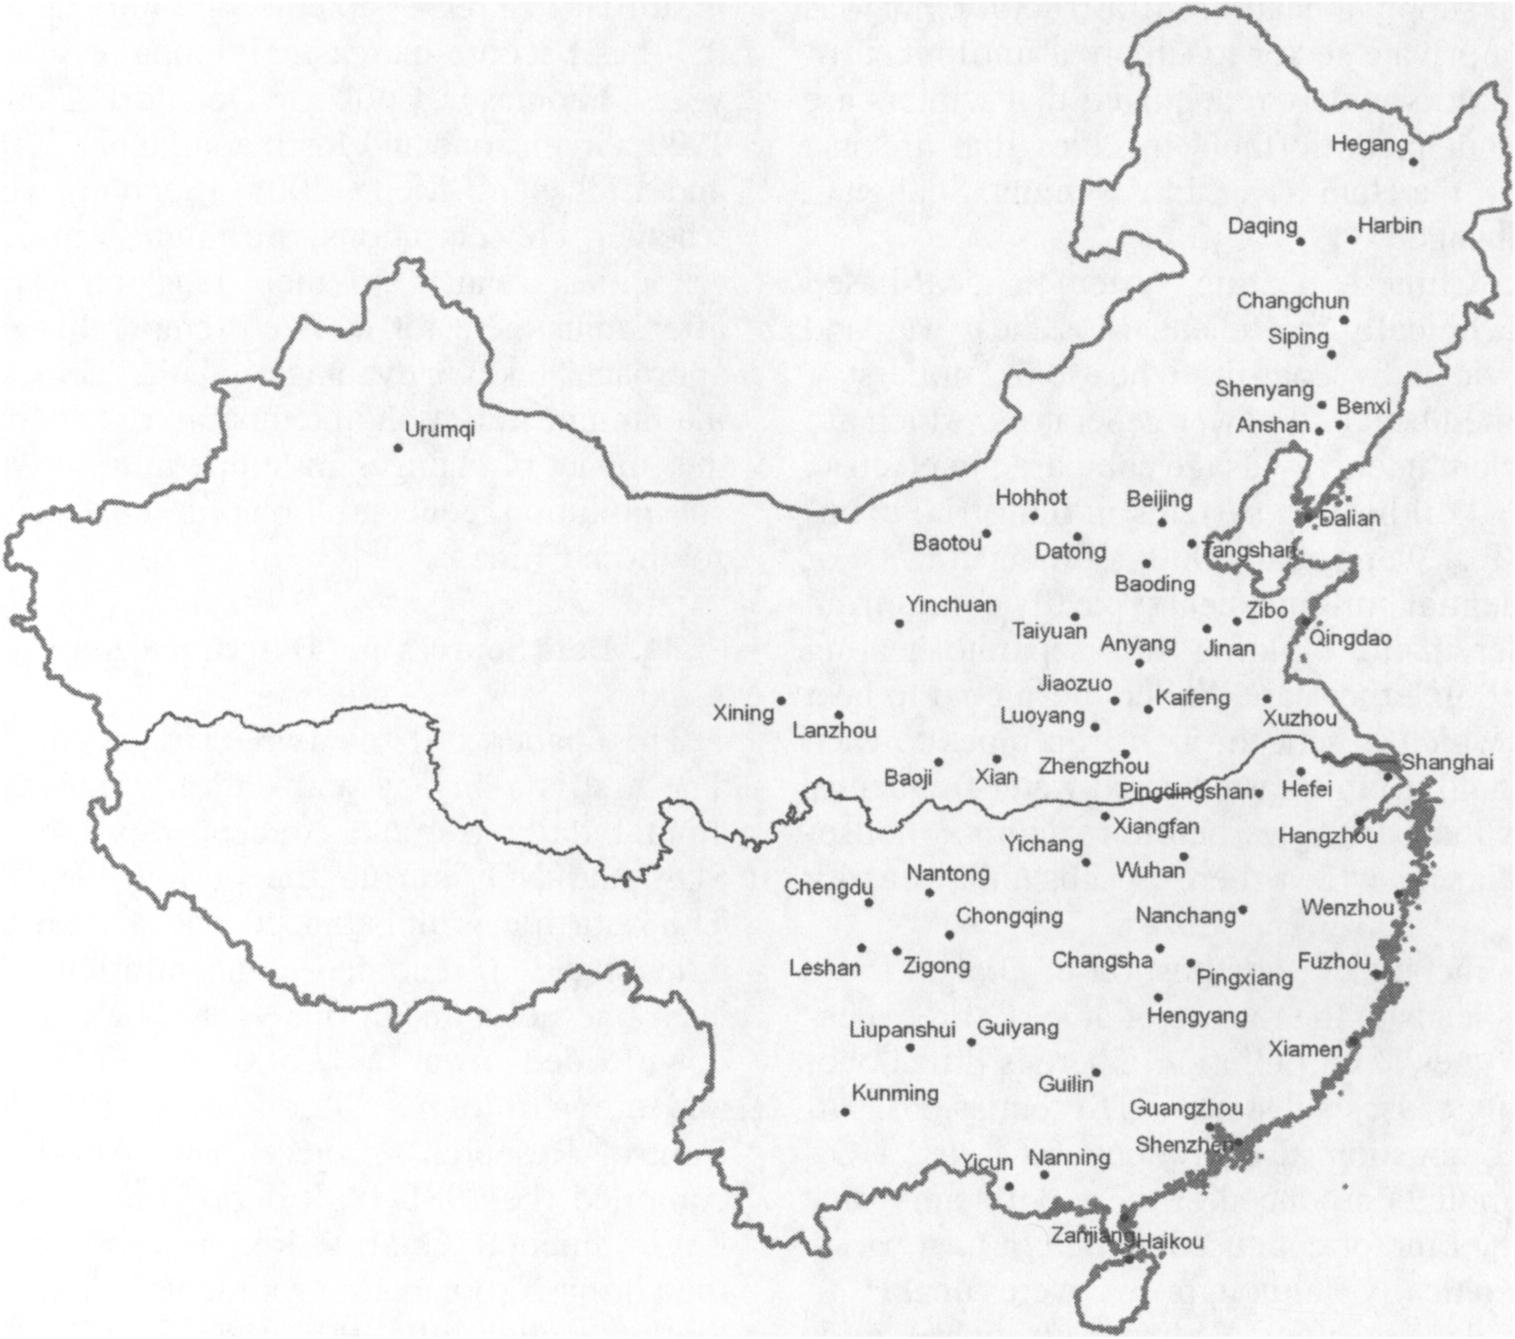 Hegang
Daqing
Harbin
Changchun
Siping
Shenyang
Benxi
Anshan
Urumqi
Hohhot
Beijing
Dalian
Baotou
Datong
Tangshan
Baoding
Yinchuan
Zibo
Taiyuan
Qingdao
Anyang
Jinan
Jiaozuo
Kaifeng
Xining
Luoyang
Xuzhou
Lanzhou
Shanghai
Zhengzhou
Baoji
Xian
Pingdingshan
Hefei
Xiangfan
Hangzhou
Yichang
Wuhan
Nantong
Chengdu
Wenzhou
Chongqing
Nanchang
Changsha
Fuzhou
Leshan
Zigong
Pingxiang
Hengyang
Liupanshui
Guiyang
Xiamen
Guilin
Kunming
Guangzhou
Shenzhen
Yicun
Nanning
Zanjiang
Haikou